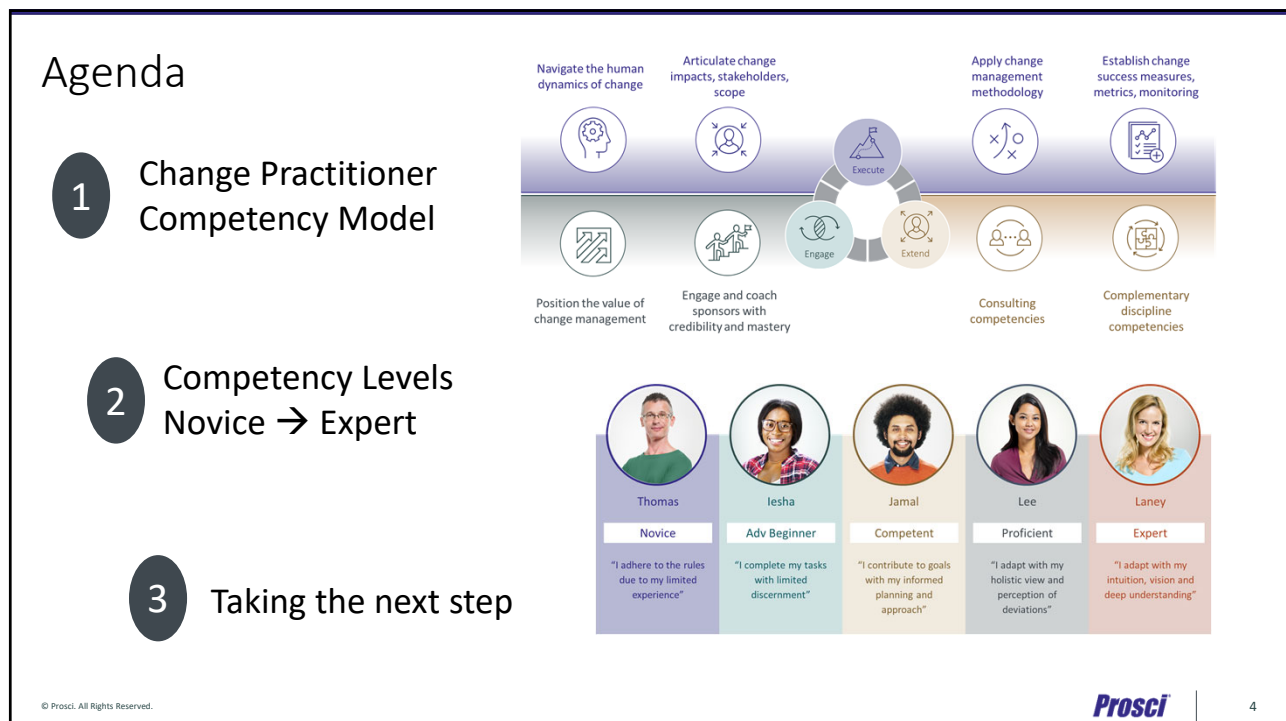 Agenda
1
Change Practitioner
Competency Model
2
Competency Levels
Novice → Expert
3
Taking the next step
Navigate the human
dynamics of change
Articulate change
impacts, stakeholders,
scope
Apply change
management
methodology
Establish change
success measures,
metrics, monitoring
Execute
Engage
Extend
Position the value of
change management
Engage and coach
sponsors with
credibility and mastery
Consulting
competencies
Complementary
discipline
competencies
Thomas
Novice
"I adhere to the rules
due to my limited
experience"
Iesha
Adv Beginner
"I complete my tasks
with limited
discernment"
Jamal
Competent
"I contribute to goals
with my informed
planning and
approach"
Lee
Proficient
"I adapt with my
holistic view and
perception of
deviations"
Laney
Expert
"I adapt with my
intuition, vision and
deep understanding"
© Prosci. All Rights Reserved.
Prosci
4